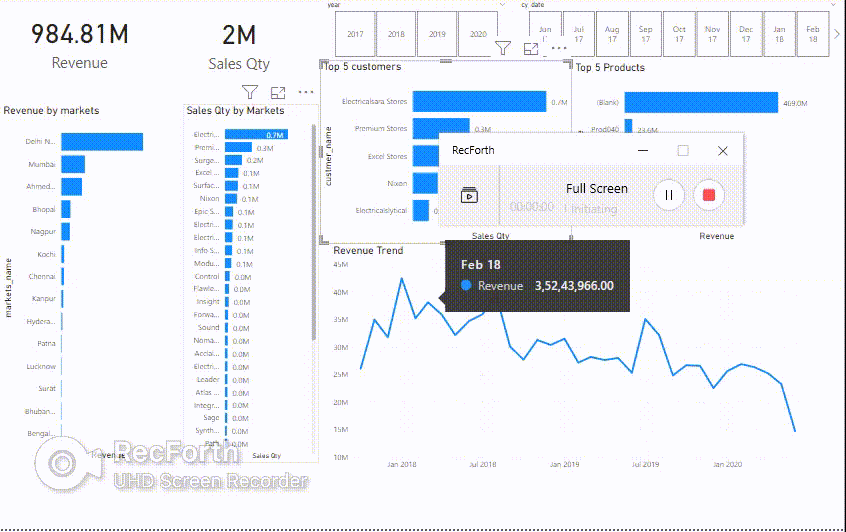 984.81M
Revenue
2M
Sales Qty
year
2017
2018
2019
2020
cy_date
Jun
Jul
17
Aug
17
Sep
17
Oct
17
Nov
17
Dec
17
Jan
18
Feb
18
Revenue by markets
markets_name
Delhi N...
Mumbai
Ahmed...
Bhopal
Nagpur
Kochi
Chennai
Kanpur
Hydera...
Patna
Lucknow
Surat
Bhuban...
Bengal...
Revenue
Sales Qty by Markets
Electri...
0.7M
Premi...
0.3M
Surge...
0.2M
Excel ...
0.1M
Surfac...
0.1M
Nixon
0.1M
Epic S...
0.1M
Electri...
0.1M
Electri...
0.1M
Info S...
0.1M
Modu...
0.1M
Control
0.0M
Flawle...
0.0M
Insight
0.0M
Forwa...
0.0M
Sound
0.0M
Noma...
0.0M
Acclai...
0.0M
Electri...
0.0M
Leader
0.0M
Atlas ...
0.0M
Integr...
0.0M
Sage
0.0M
Synth...
0.0M
Path
0.0M
Sales Qty
Top 5 customers
custmer_name
Electricalsara Stores
0.7M
Premium Stores
0.3M
Excel Stores
Nixon
Electricalslytical
Sales Qty
Top 5 Products
(Blank)
469.0M
Prod040
23.6M
Revenue
RecForth
Full Screen
00:00:00
Initiating
Revenue Trend
45M
40M
35M
30M
25M
20M
15M
10M
Jan 2018
Jul 2018
Jan 2019
Jul 2019
Jan 2020
Feb 18
Revenue 3,52,43,966.00
RecForth
UHD Screen Recorder